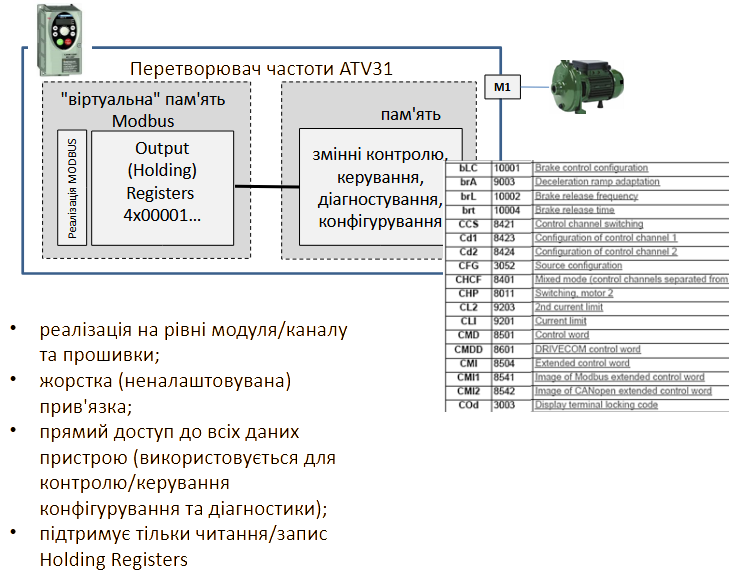 Перетворювач частоти ATV31
M1
"віртуальна" пам'ять
Modbus
пам'ять
Реалізація MODBUS
Output
(Holding)
Registers
4x00001...
змінні контролю,
керування,
діагностування,
конфігурування
bLC 10001 Brake control configuration
brA 9003 Deceleration ramp adaptation
brL 10002 Brake release frequency
brt 10004 Brake release time
CCS 8421 Control channel switching
Cd1 8423 Configuration of control channel 1
Cd2 8424 Configuration of control channel 2
CFG 3052 Source configuration
CHCF 8401 Mixed mode (control channels separated from
CHP 8011 Switching, motor 2
CL2 9203 2nd current limit
CLI 9201 Current limit
CMD 8501 Control word
CMDD 8601 DRIVECOM control word
CMI 8504 Extended control word
CMI1 8541 Image of Modbus extended control word
CMI2 8542 Image of CANopen extended control word
COd 3003 Display terminal locking code
• реалізація на рівні модуля/каналу
та прошивки;
• жорстка (неналаштовувана)
прив'язка;
• прямий доступ до всіх даних
пристрою (використовується для
контролю/керування
конфігурування та діагностики);
• підтримує тільки читання/запис
Holding Registers